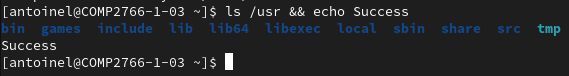 [antoinel@COMP2766-1-03 ~]$ ls /usr && echo Success
bin games include lib lib64 libexec local sbin share src tmp
Success
[antoinel@COMP2766-1-03 ~]$